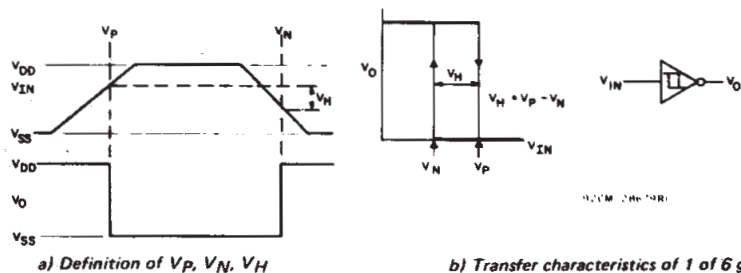 VP
VN
VDD
VIN
VH
VSS
VDD
VO
VSS
a) Definition of VP, VN, VH
VO
VH
VH = VP – VN
VIN
VN
VP
VIN
VO
b) Transfer characteristics of 1 of 6 g